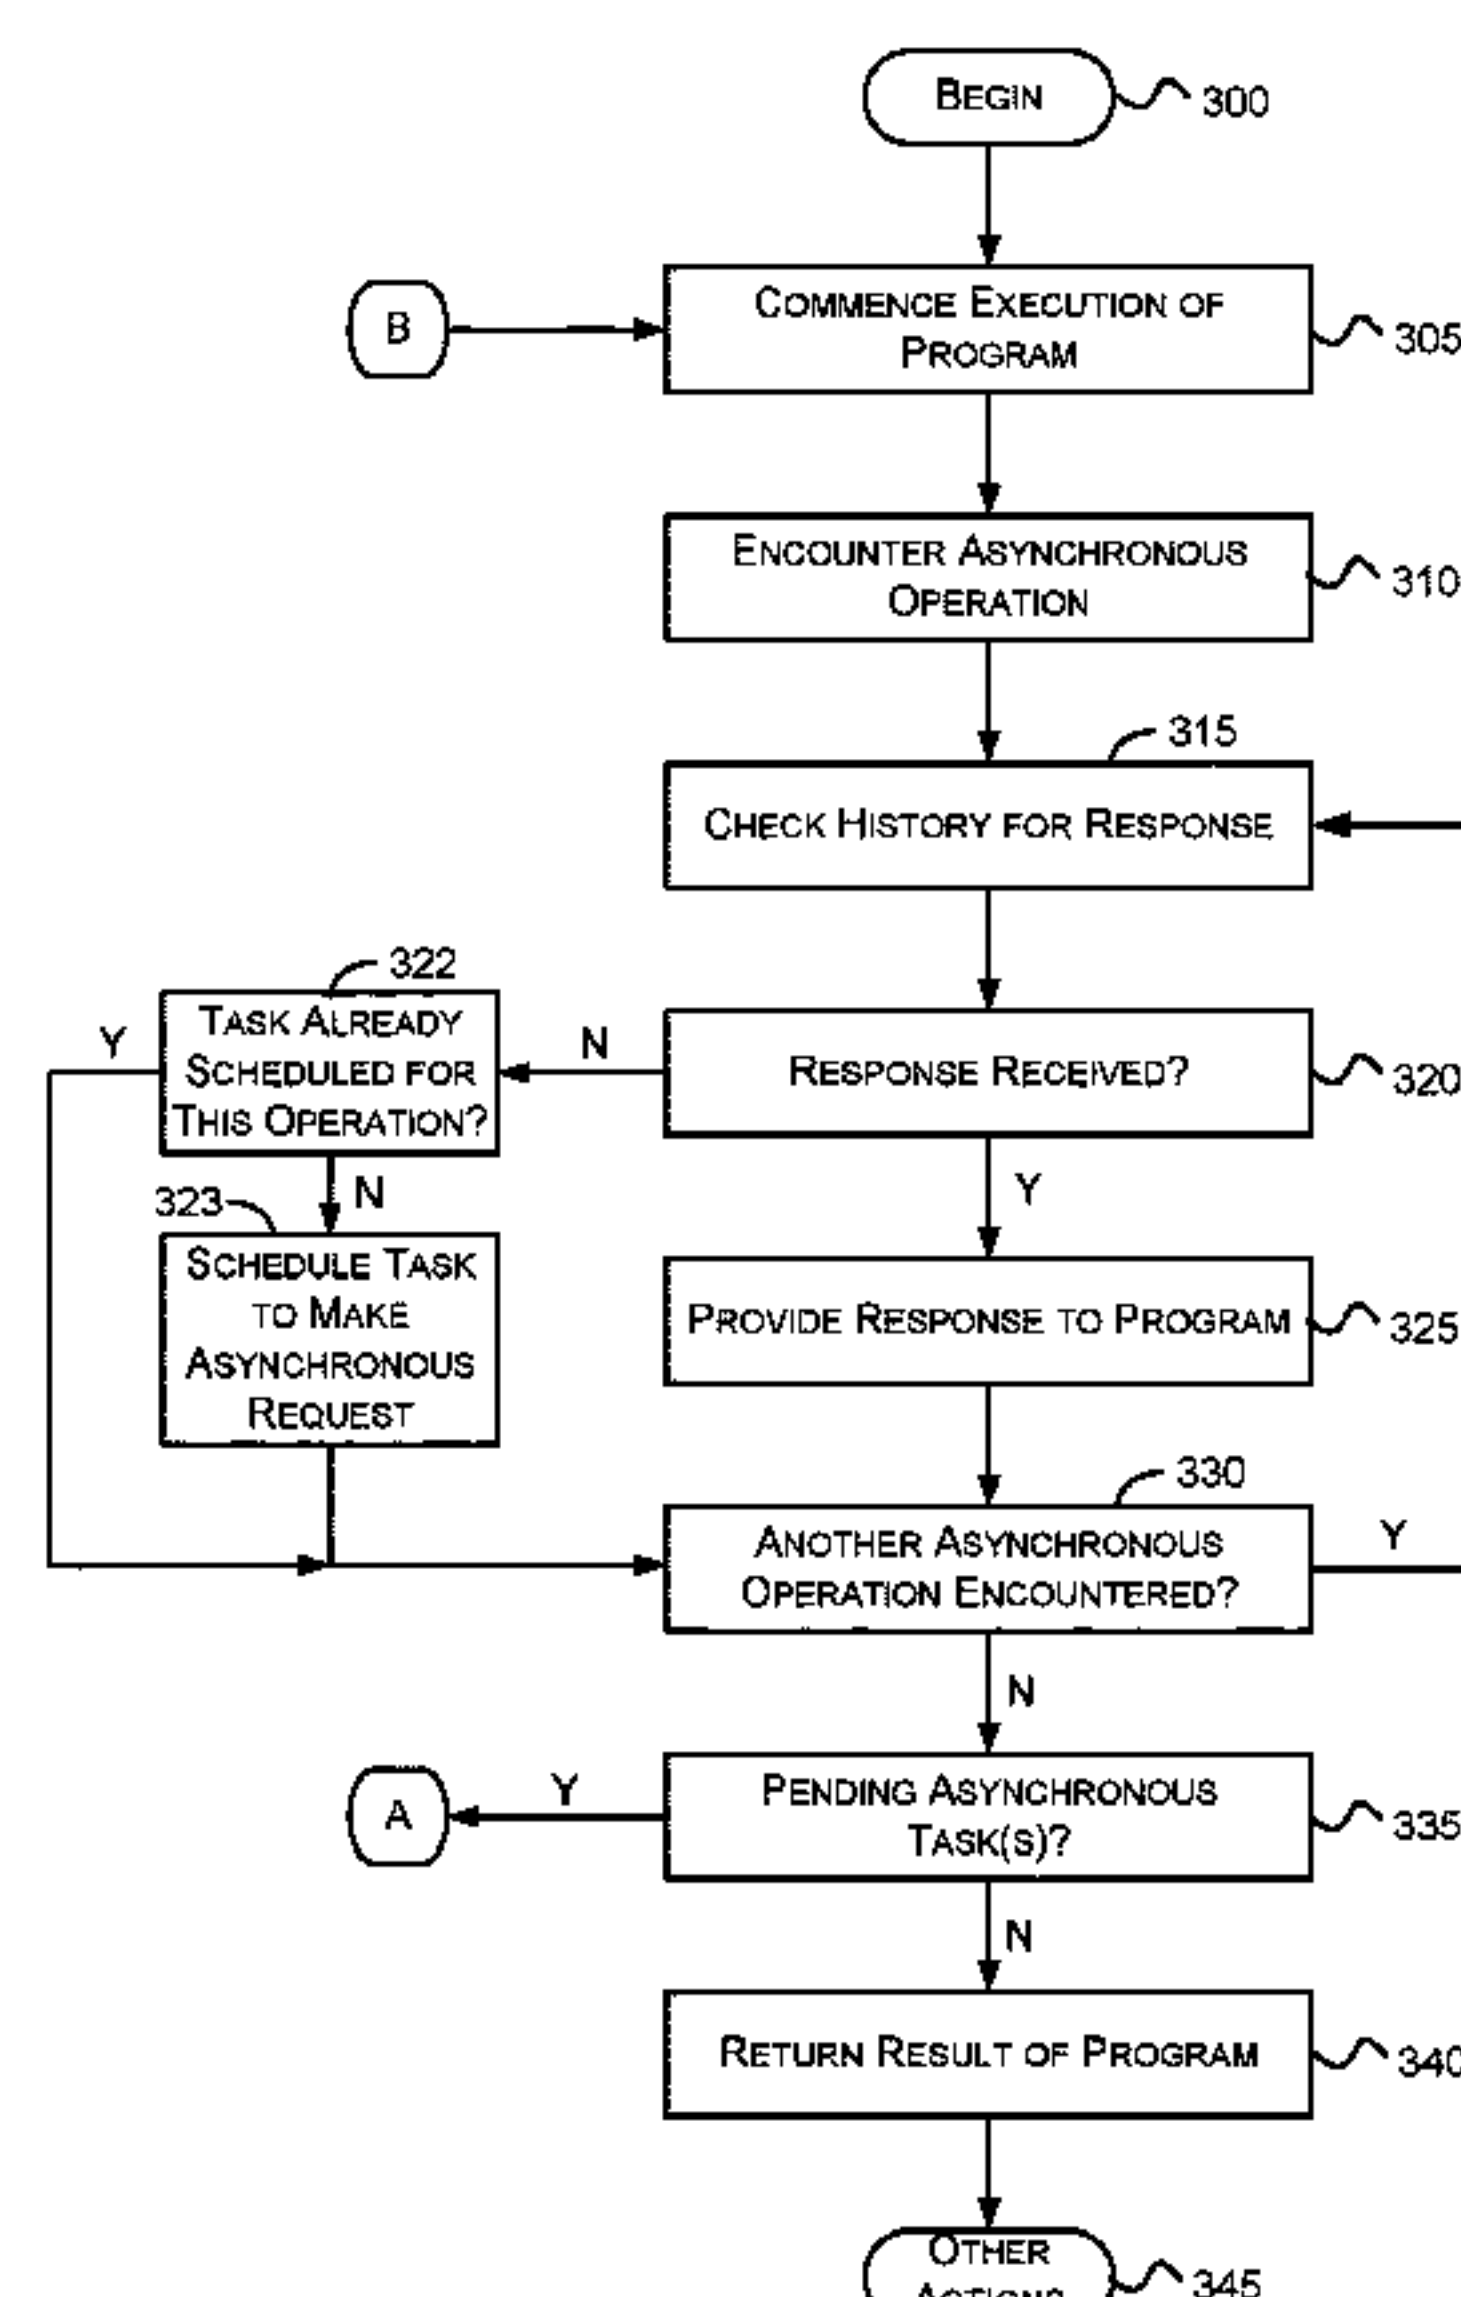 BEGIN
300
B
COMMENCE EXECUTION OF
PROGRAM
305
ENCOUNTER ASYNCHRONOUS
OPERATION
310
315
CHECK HISTORY FOR RESPONSE
322
TASK ALREADY
SCHEDULED FOR
THIS OPERATION?
Y
N
RESPONSE RECEIVED?
320
N
Y
323
SCHEDULE TASK
TO MAKE
ASYNCHRONOUS
REQUEST
PROVIDE RESPONSE TO PROGRAM
325
330
ANOTHER ASYNCHRONOUS
OPERATION ENCOUNTERED?
Y
N
A
Y
PENDING ASYNCHRONOUS
TASK(S)?
335
N
RETURN RESULT OF PROGRAM
340
OTHER
ACTIONS
345